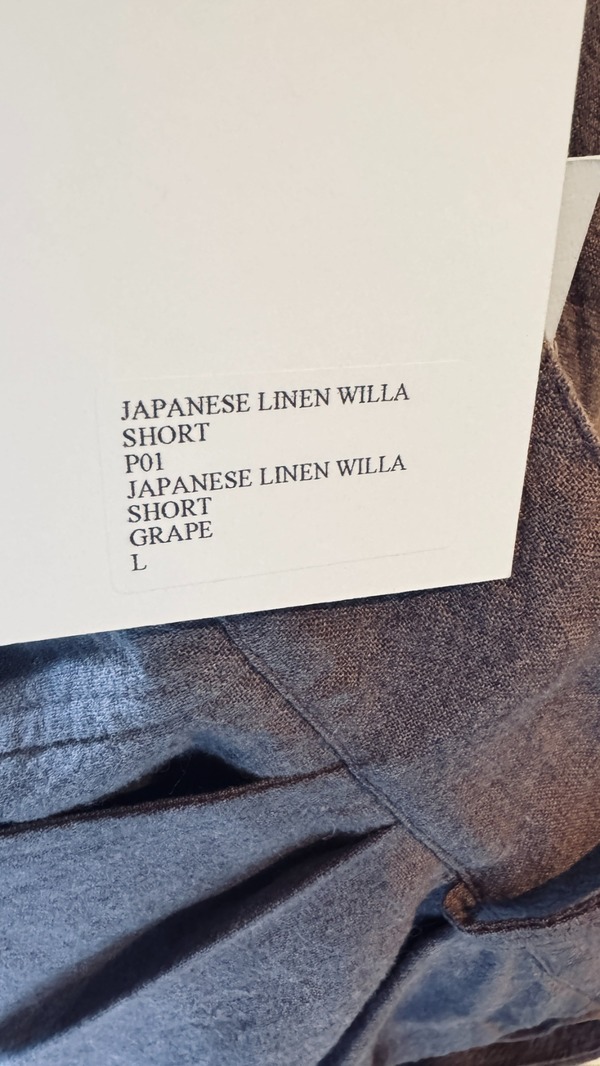 JAPANESE LINEN WILLA
SHORT
P01
JAPANESE LINEN WILLA
SHORT
GRAPE
L